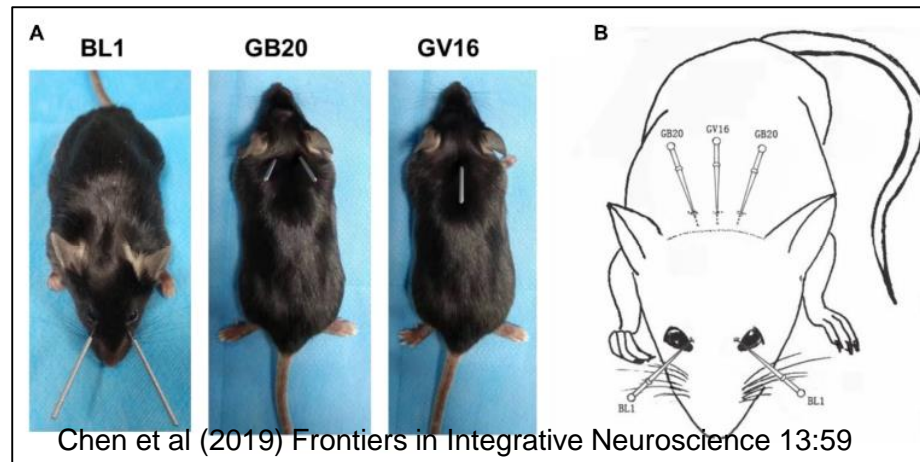 A
BL1
GB20
GV16
B
GB20
GV16
GB20
BL1
BL1
Chen et al (2019) Frontiers in Integrative Neuroscience 13:59